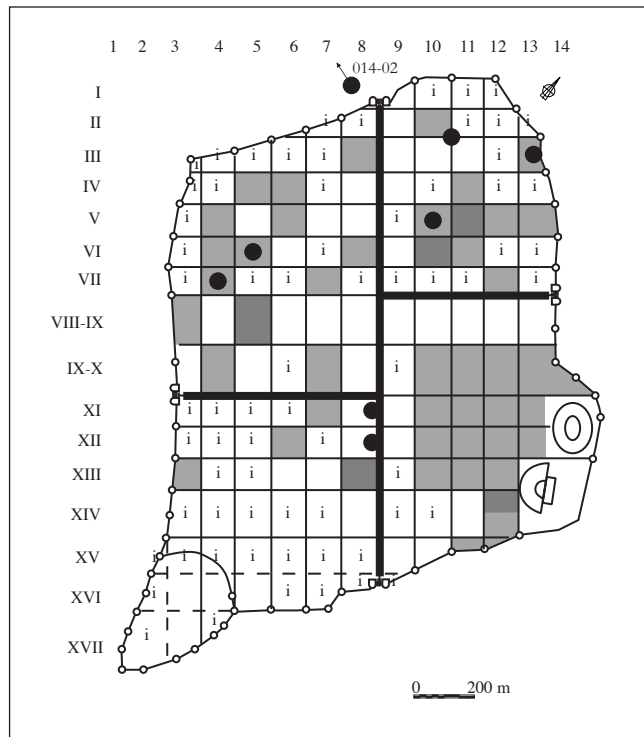 1 2 3 4 5 6 7 8 9 10 11 12 13 14
014-02
I i i i
II i i i i i
III i i i i i i
IV i i i i i i
V i i
VI i i i
VII i i i i i i i i
VIII-IX
IX-X i i
XI i i i i
XII i i i i
XIII i i i
XIV i i i i i i i
XV i i i i i i i
XVI i i i i i
XVII i i
0 200 m